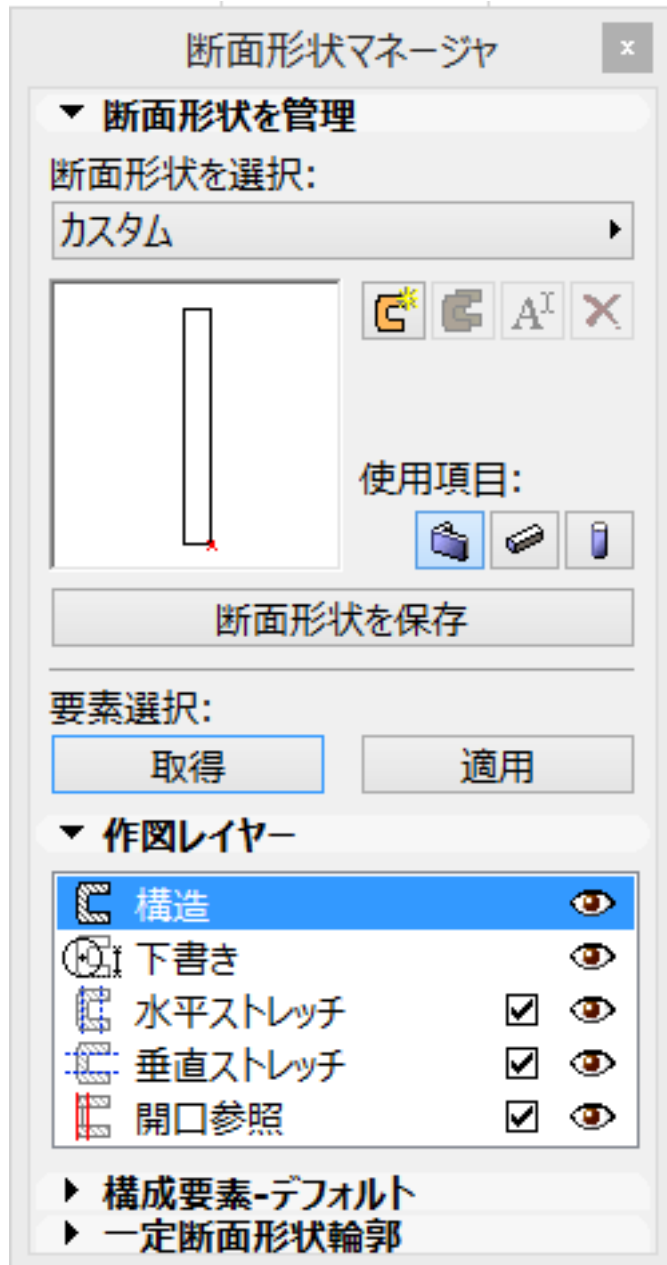 断面形状マネージャ
x
▼ 断面形状を管理
断面形状を選択:
カスタム
使用項目:
断面形状を保存
要素選択:
取得 適用
▼ 作図レイヤー
構造
下書き
水平ストレッチ
垂直ストレッチ
開口参照
▶ 構成要素-デフォルト
▶ 一定断面形状輪郭